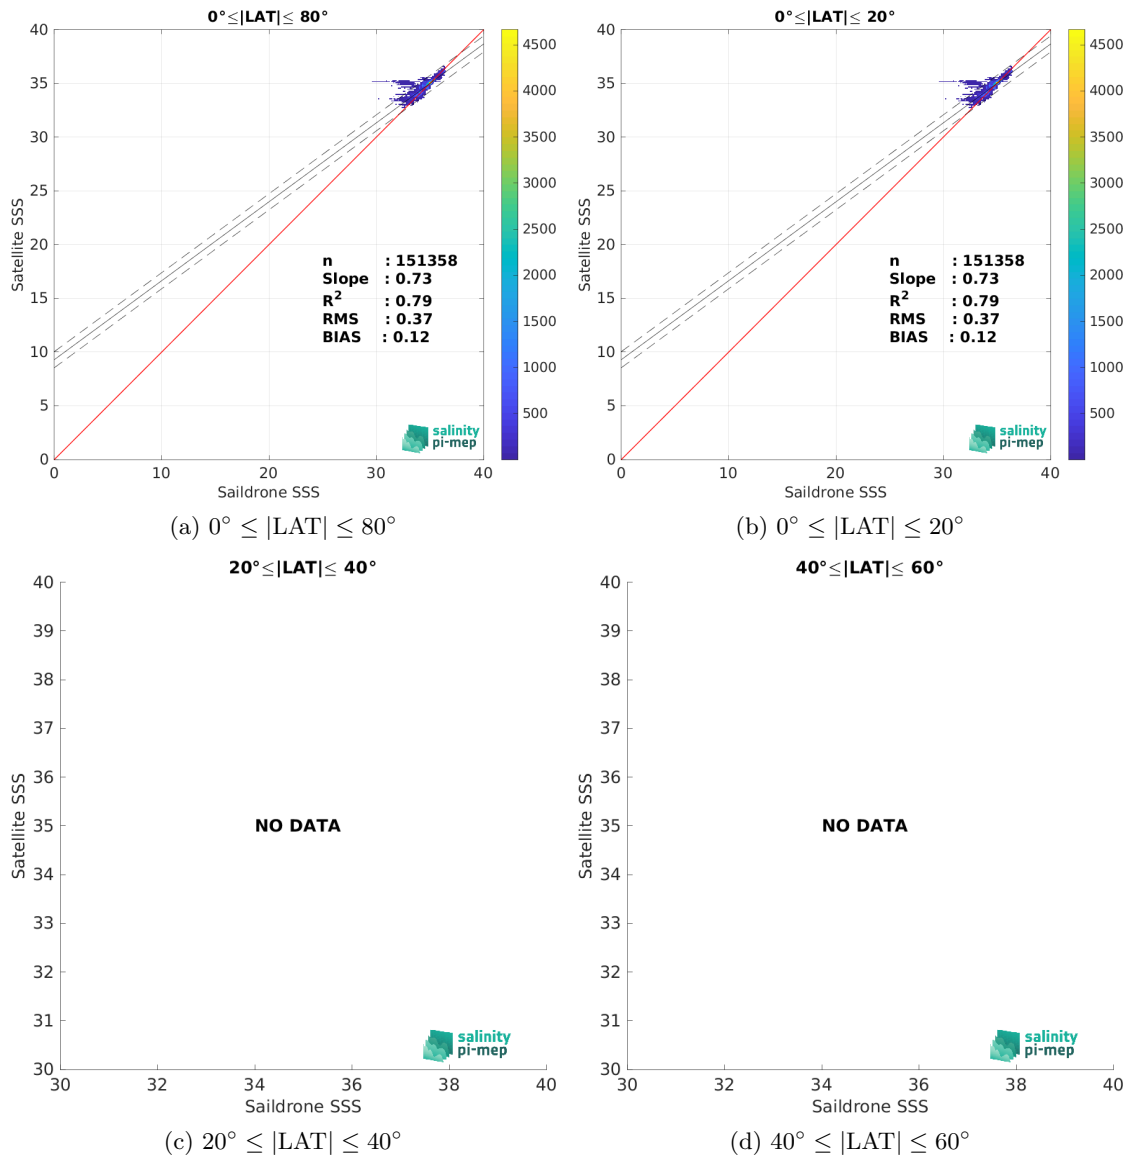 0°≤|LAT|≤ 80°
40
35
30
25
20
15
10
5
0
Satellite SSS
n : 151358
Slope : 0.73
R² : 0.79
RMS : 0.37
BIAS : 0.12
salinity
pi-mep
0 10 20 30 40
Saildrone SSS
4500
4000
3500
3000
2500
2000
1500
1000
500
(a) 0° ≤ |LAT| ≤ 80°
0°≤|LAT|≤ 20°
40
35
30
25
20
15
10
5
0
Satellite SSS
n : 151358
Slope : 0.73
R² : 0.79
RMS : 0.37
BIAS : 0.12
salinity
pi-mep
0 10 20 30 40
Saildrone SSS
4500
4000
3500
3000
2500
2000
1500
1000
500
(b) 0° ≤ |LAT| ≤ 20°
20°≤|LAT|≤ 40°
40
39
38
37
36
35
34
33
32
31
30
Satellite SSS
NO DATA
salinity
pi-mep
30 32 34 36 38 40
Saildrone SSS
(c) 20° ≤ |LAT| ≤ 40°
40°≤|LAT|≤ 60°
40
39
38
37
36
35
34
33
32
31
30
Satellite SSS
NO DATA
salinity
pi-mep
30 32 34 36 38 40
Saildrone SSS
(d) 40° ≤ |LAT| ≤ 60°